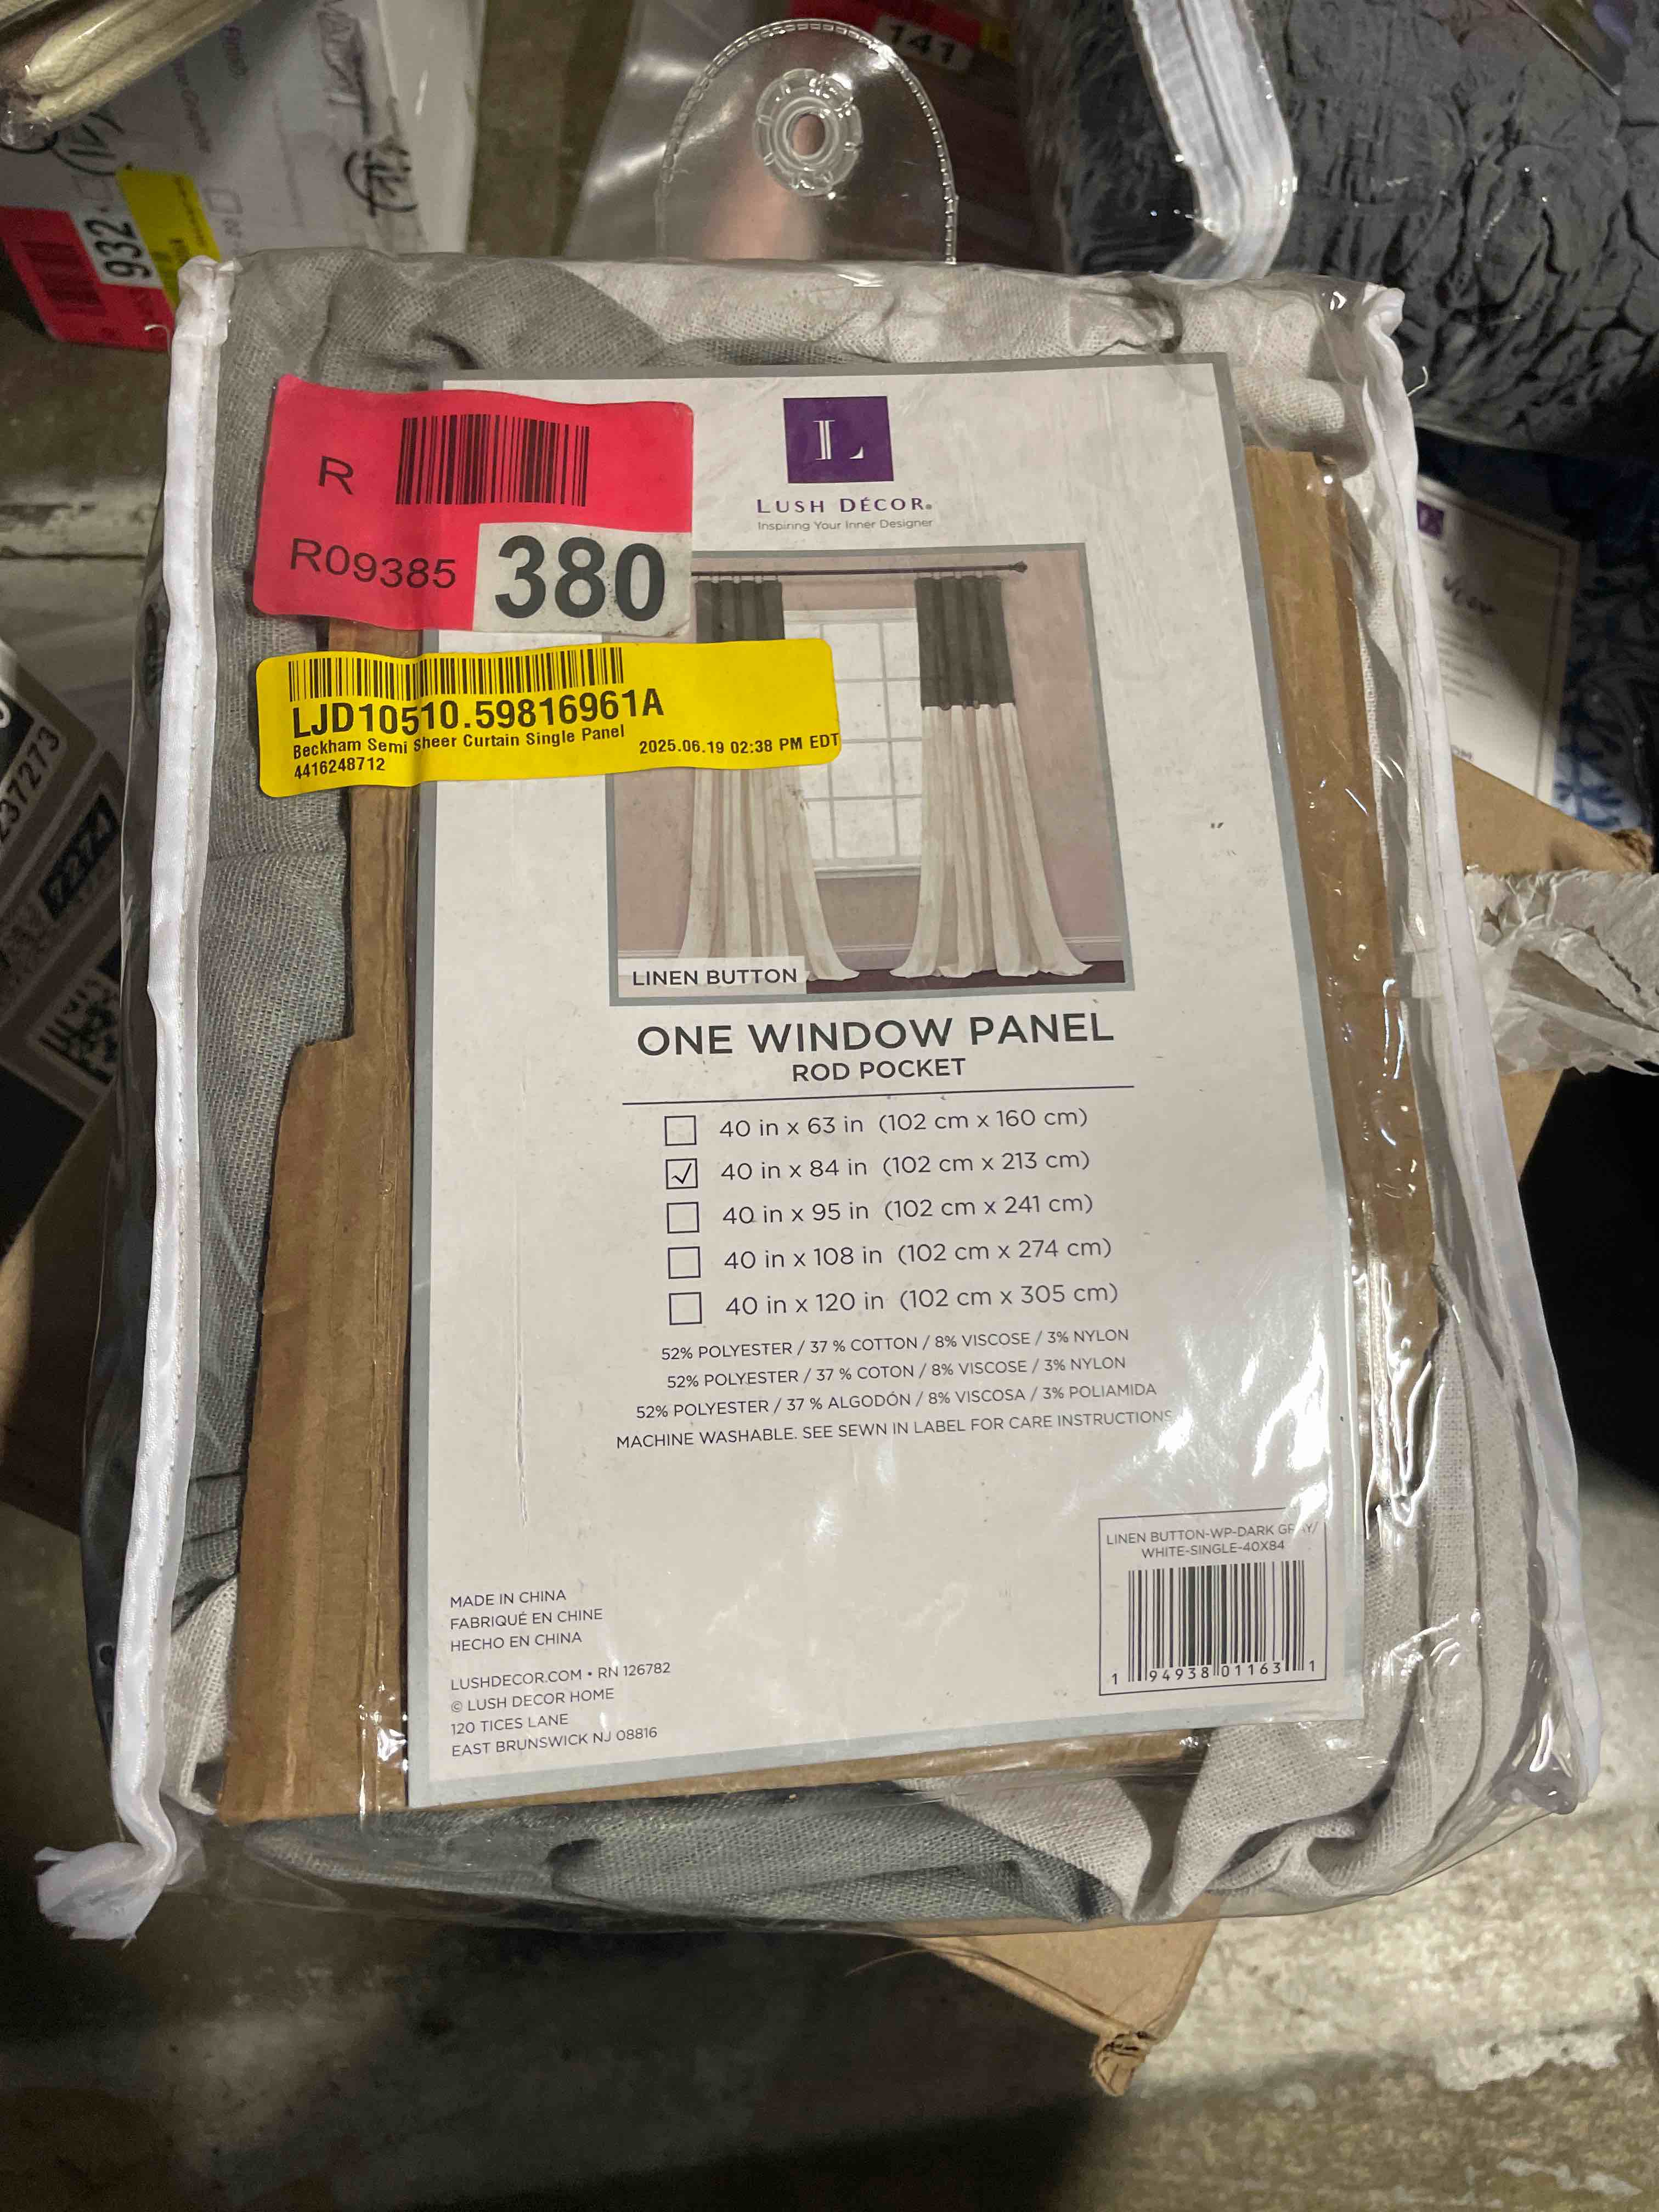 141
932
R
R09385
380
L
LUSH DÉCOR®
Inspiring Your Inner Designer
LJD10510.59816961A
Beckham Semi Sheer Curtain Single Panel
2025.06.19 02:38 PM EDT
4416248712
37273
LINEN BUTTON
ONE WINDOW PANEL
ROD POCKET
40 in x 63 in (102 cm x 160 cm)
40 in x 84 in (102 cm x 213 cm)
40 in x 95 in (102 cm x 241 cm)
40 in x 108 in (102 cm x 274 cm)
40 in x 120 in (102 cm x 305 cm)
52% POLYESTER / 37 % COTTON / 8% VISCOSE / 3% NYLON
52% POLYESTER / 37 % COTON / 8% VISCOSE / 3% NYLON
52% POLYESTER / 37 % ALGODÓN / 8% VISCOSA / 3% POLIAMIDA
MACHINE WASHABLE. SEE SEWN IN LABEL FOR CARE INSTRUCTIONS
LINEN BUTTON-WP-DARK GRAY/
WHITE-SINGLE-40X84
1 94938 01163 1
MADE IN CHINA
FABRIQUÉ EN CHINE
HECHO EN CHINA
LUSHDECOR.COM • RN 126782
© LUSH DECOR HOME
120 TICES LANE
EAST BRUNSWICK NJ 08816